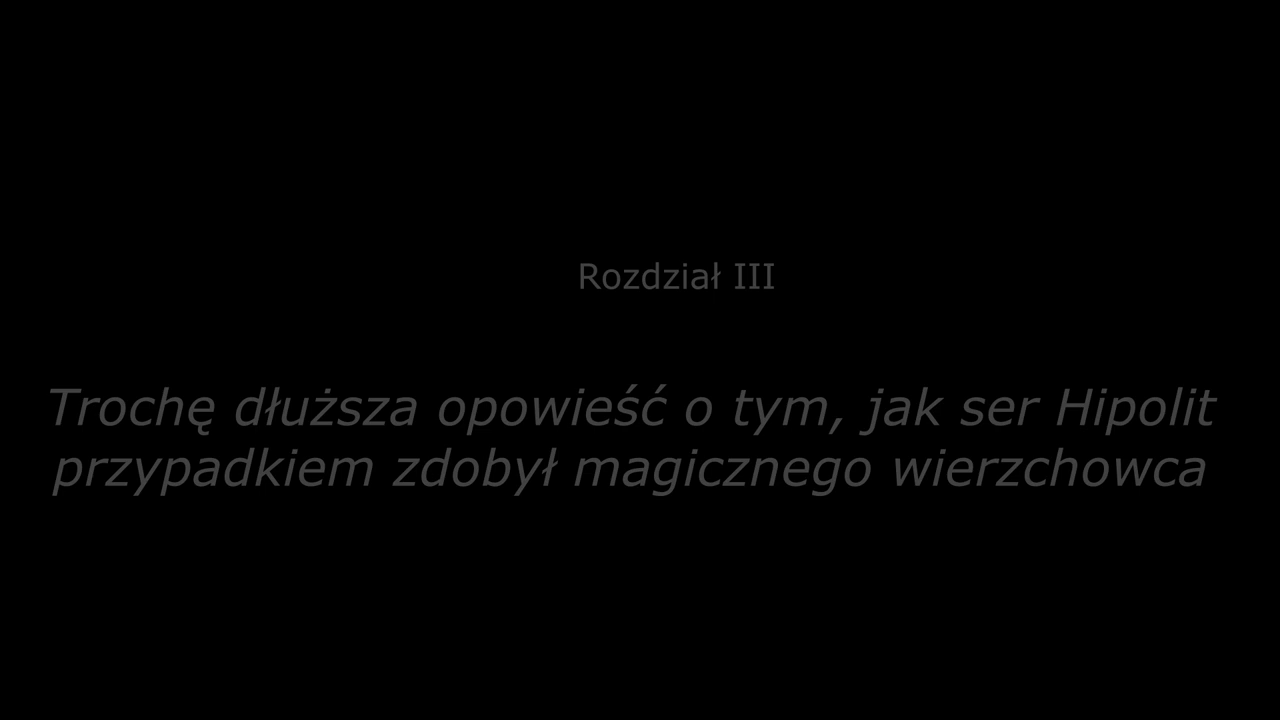 Rozdział III
Trochę dłuższa opowieść o tym, jak ser Hipolit
przypadkiem zdobył magicznego wierzchowca